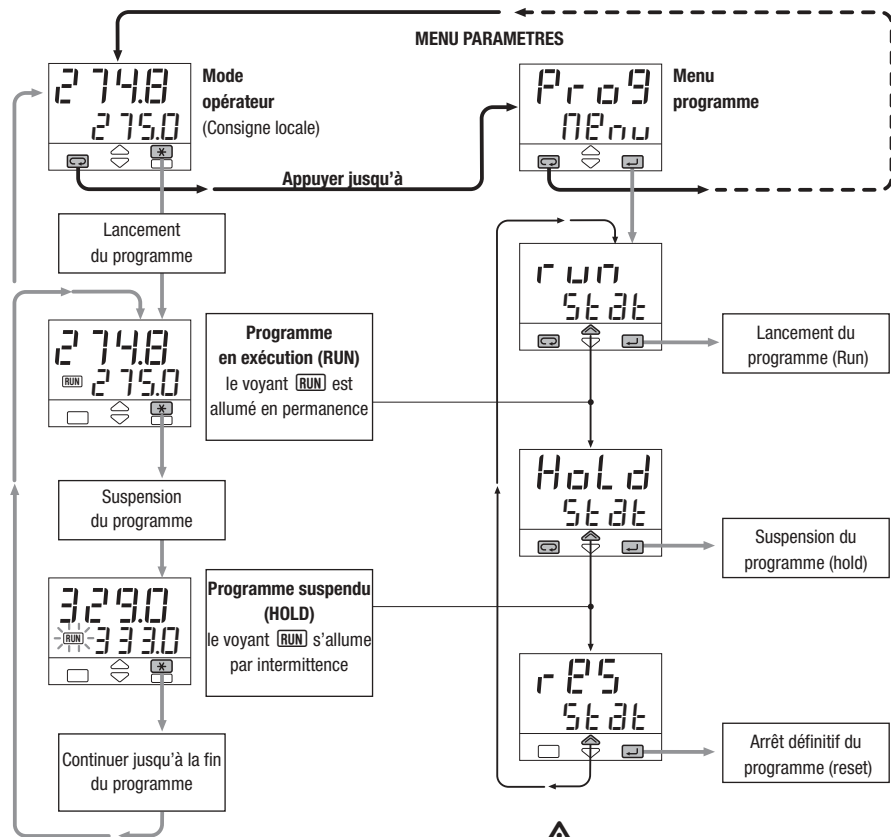 MENU PARAMETRES
274.8
275.0
Mode
opérateur
(Consigne locale)
Appuyer jusqu'à
Prog
MEnu
Menu
programme
Lancement
du programme
274.8
RUN 275.0
Programme
en exécution (RUN)
le voyant RUN est
allumé en permanence
run
Stat
Lancement du
programme (Run)
Suspension
du programme
HoLd
Stat
Suspension du
programme (hold)
329.0
RUN 333.0
Programme suspendu
(HOLD)
le voyant RUN s'allume
par intermittence
rES
Stat
Continuer jusqu'à la fin
du programme
Arrêt définitif du
programme (reset)